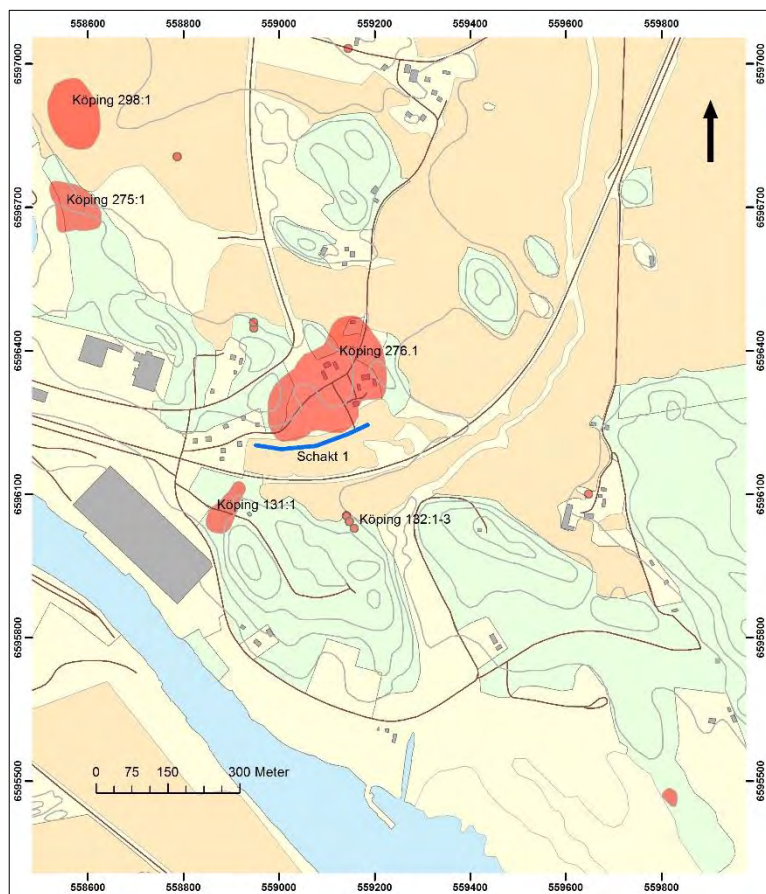 558600 558800 559000 559200 559400 559600 559800
6597000 6597000
Köping 298:1
Köping 275:1
6596700 6596700
6596400 6596400
Köping 276:1
Schakt 1
6596100 6596100
Köping 131:1
Köping 132:1-3
6595800 6595800
0 75 150 300 Meter
6595500 6595500
558600 558800 559000 559200 559400 559600 559800